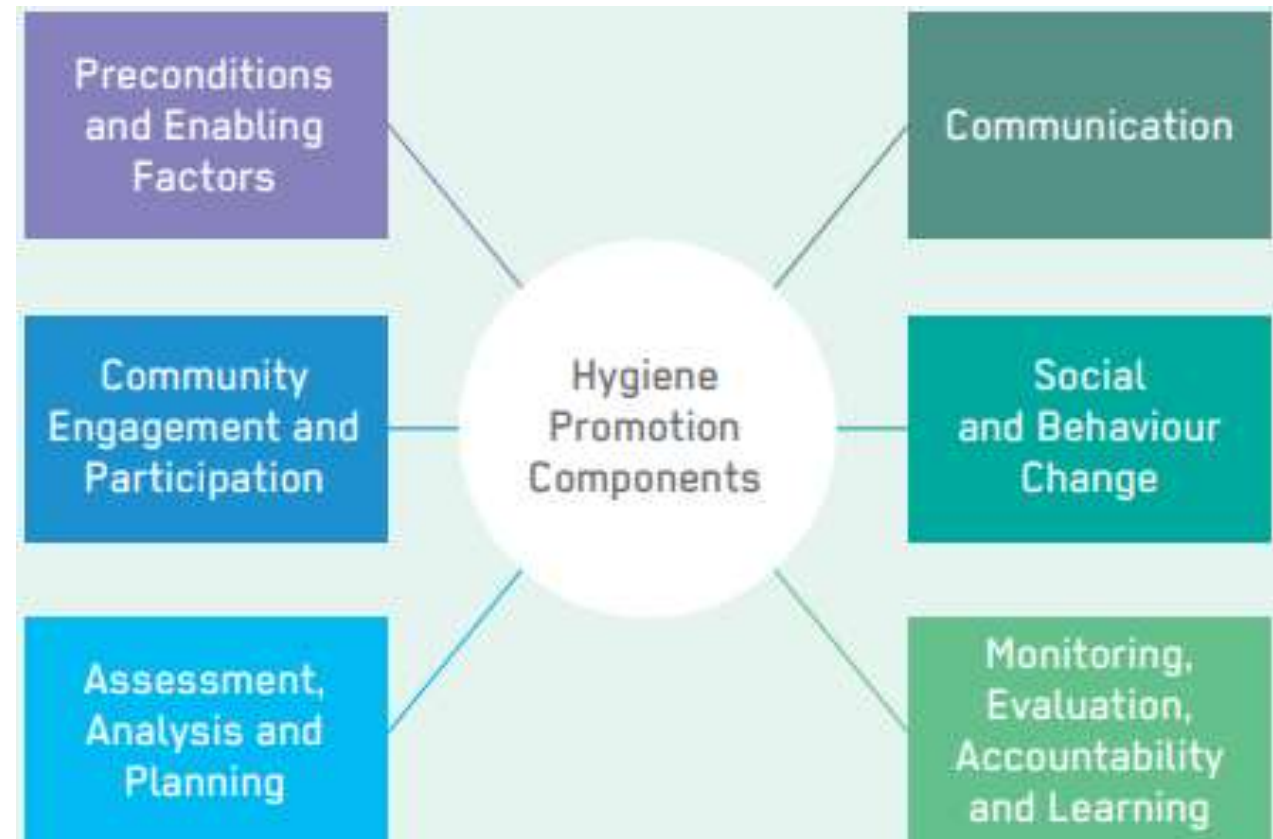 Preconditions
and Enabling
Factors
Community
Engagement and
Participation
Assessment,
Analysis and
Planning
Hygiene
Promotion
Components
Communication
Social
and Behaviour
Change
Monitoring,
Evaluation,
Accountability
and Learning